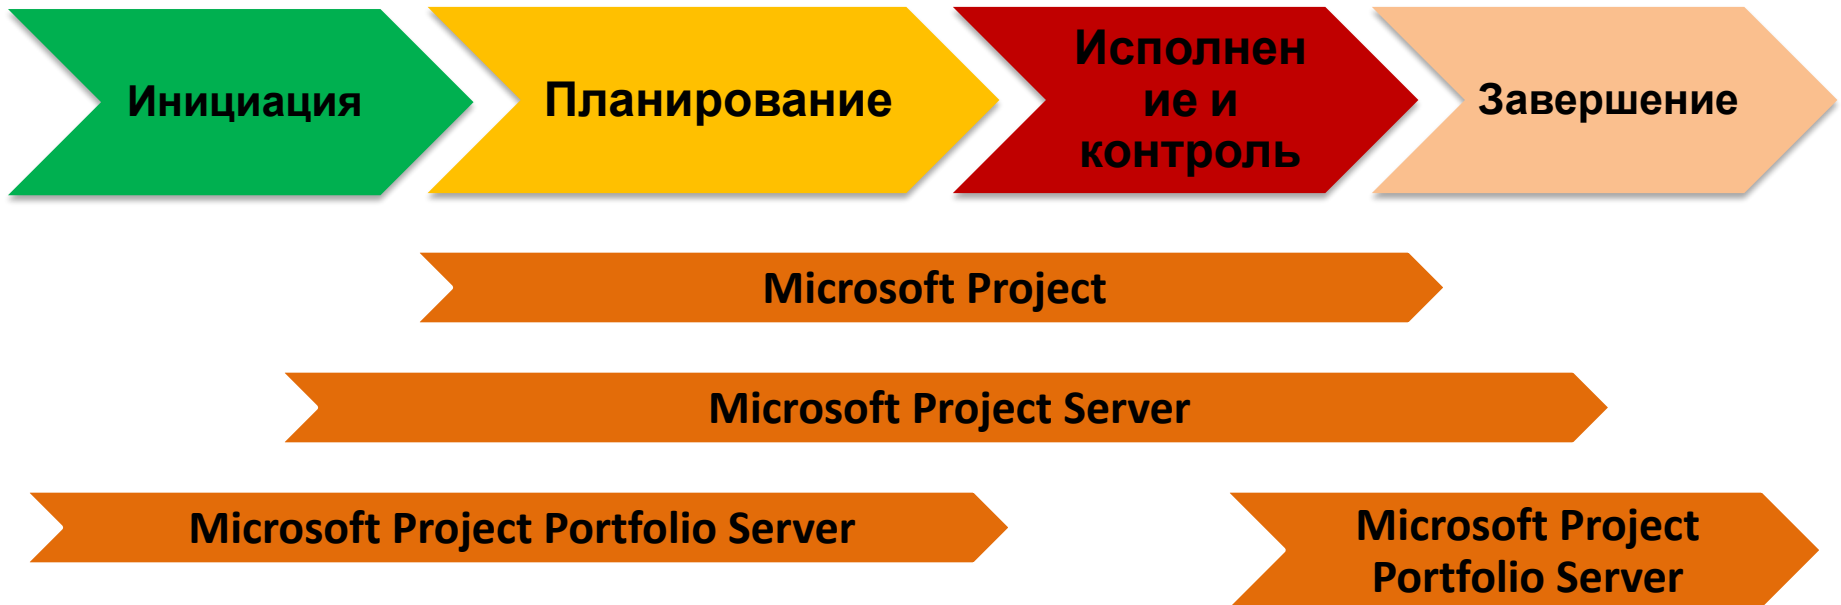 Инициация
Планирование
Исполнен
ие и
контроль
Завершение
Microsoft Project
Microsoft Project Server
Microsoft Project Portfolio Server
Microsoft Project
Portfolio Server